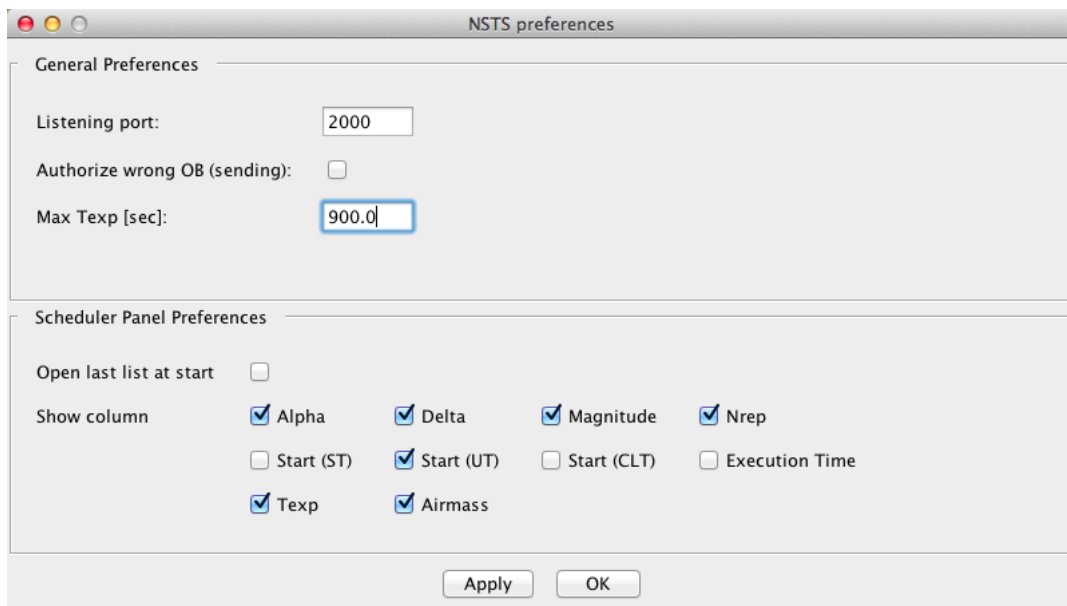 NSTS preferences
General Preferences
Listening port: 2000
Authorize wrong OB (sending):
Max Texp [sec]: 900.0
Scheduler Panel Preferences
Open last list at start
Show column Alpha Delta Magnitude Nrep
Start (ST) Start (UT) Start (CLT) Execution Time
Texp Airmass
Apply OK